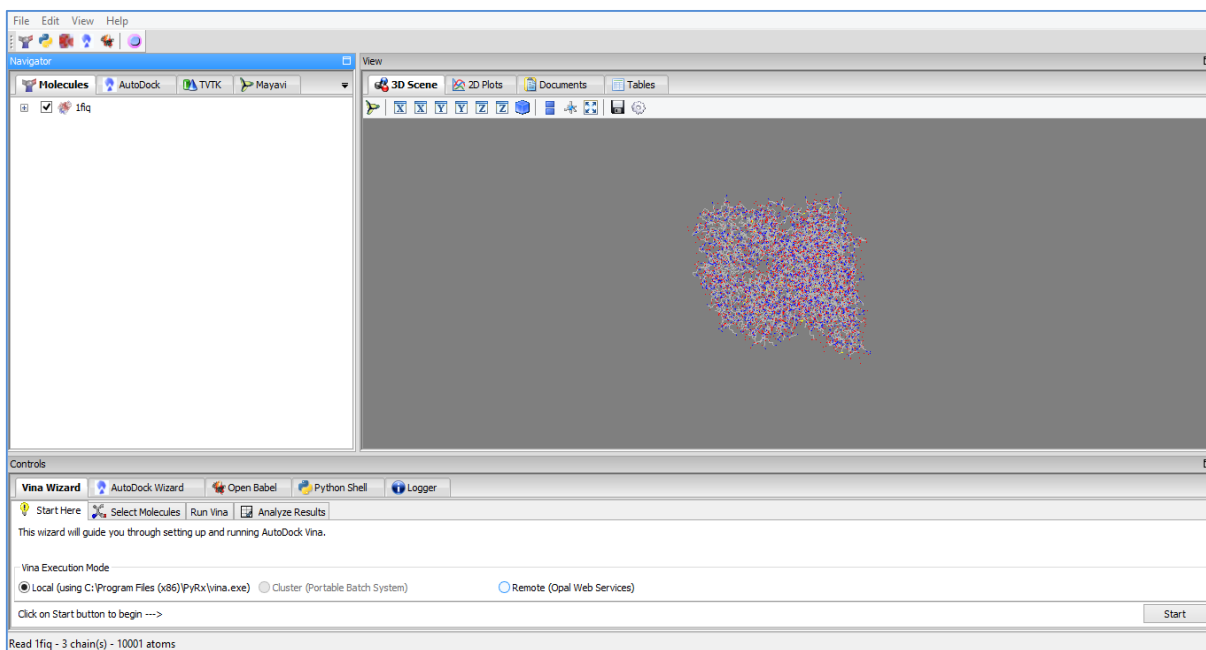 File Edit View Help
Navigator
View
Molecules AutoDock TVTK Mayavi
3D Scene 2D Plots Documents Tables
1fiq
X X Y Y Z Z
Controls
Vina Wizard AutoDock Wizard Open Babel Python Shell Logger
Start Here Select Molecules Run Vina Analyze Results
This wizard will guide you through setting up and running AutoDock Vina.
Vina Execution Mode
Local (using C:\Program Files (x86)\PyRx\vina.exe) Cluster (Portable Batch System) Remote (Opal Web Services)
Click on Start button to begin --->
Start
Read 1fiq - 3 chain(s) - 10001 atoms